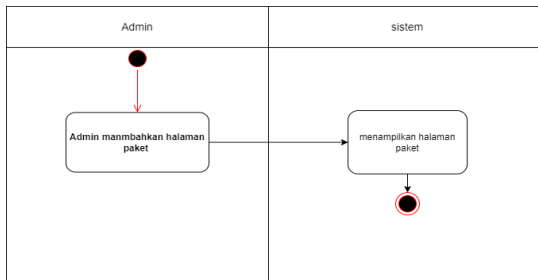 Admin
sistem
Admin manmbahkan halaman
paket
menampilkan halaman
paket